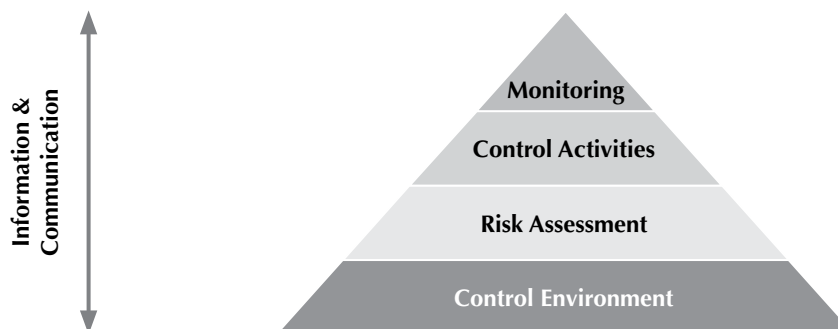 Information &
Communication
Monitoring
Control Activities
Risk Assessment
Control Environment